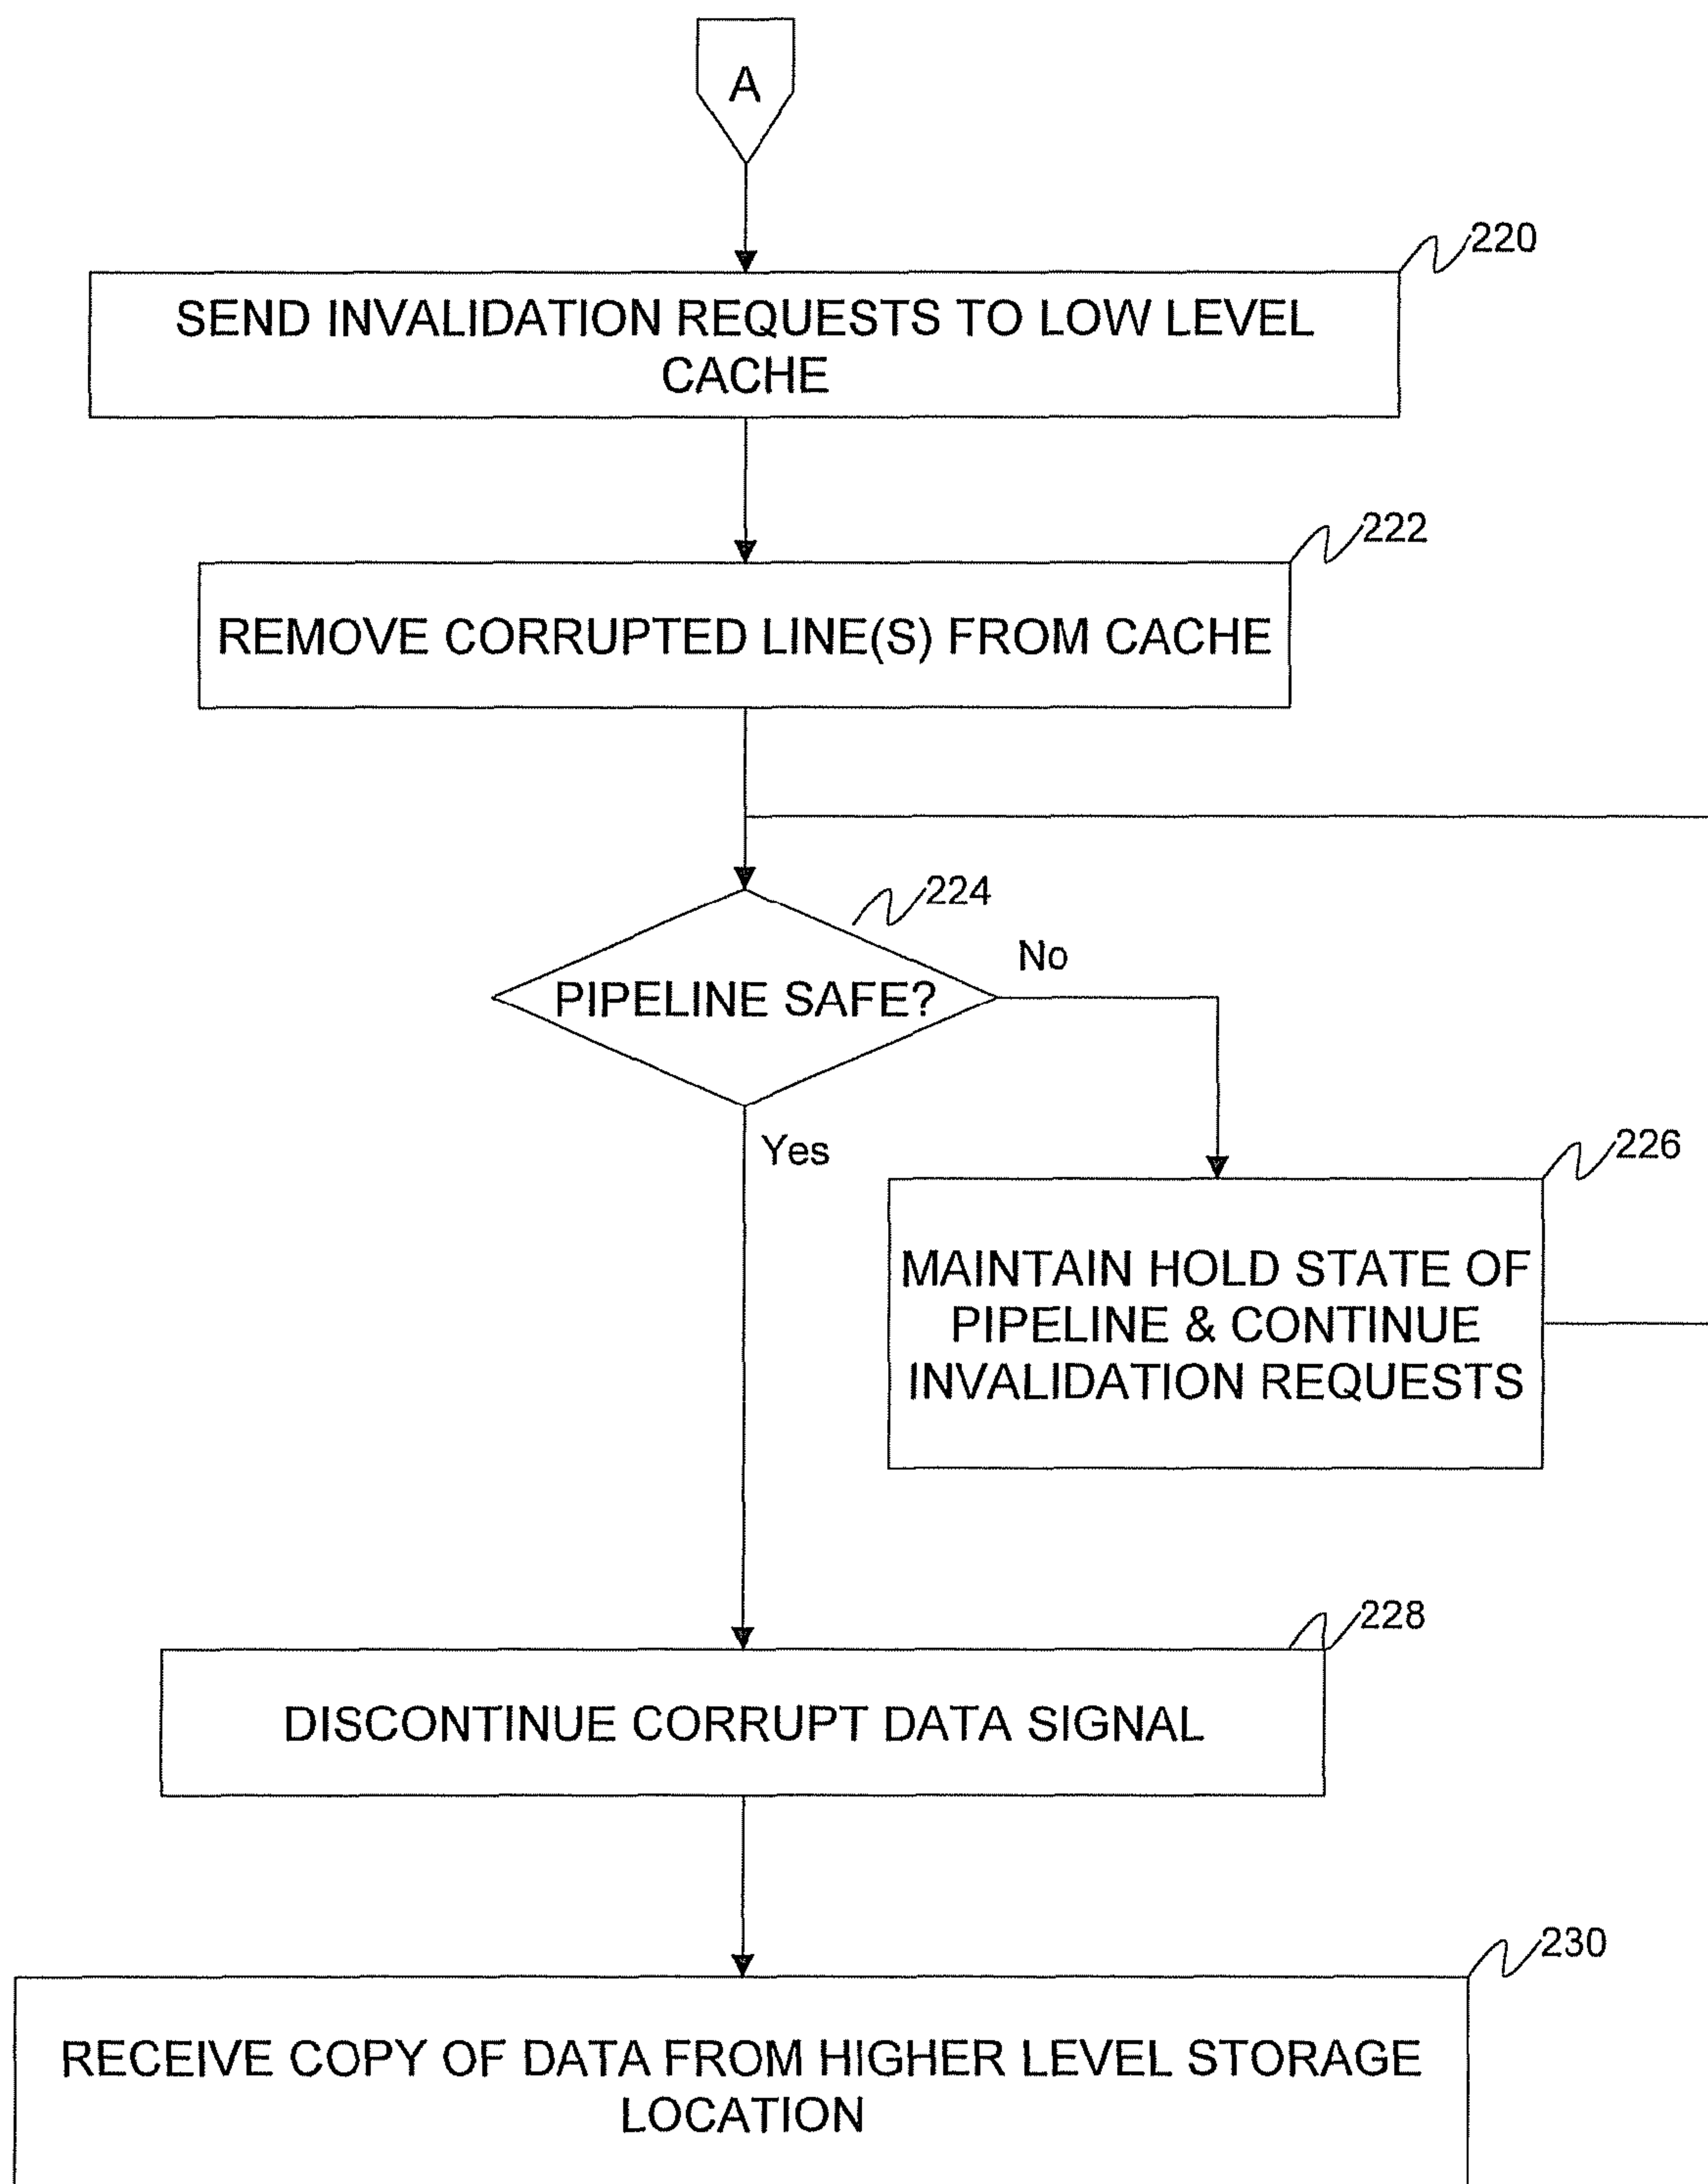 A
220
SEND INVALIDATION REQUESTS TO LOW LEVEL
CACHE
222
REMOVE CORRUPTED LINE(S) FROM CACHE
224
No
PIPELINE SAFE?
Yes
226
MAINTAIN HOLD STATE OF
PIPELINE & CONTINUE
INVALIDATION REQUESTS
228
DISCONTINUE CORRUPT DATA SIGNAL
230
RECEIVE COPY OF DATA FROM HIGHER LEVEL STORAGE
LOCATION